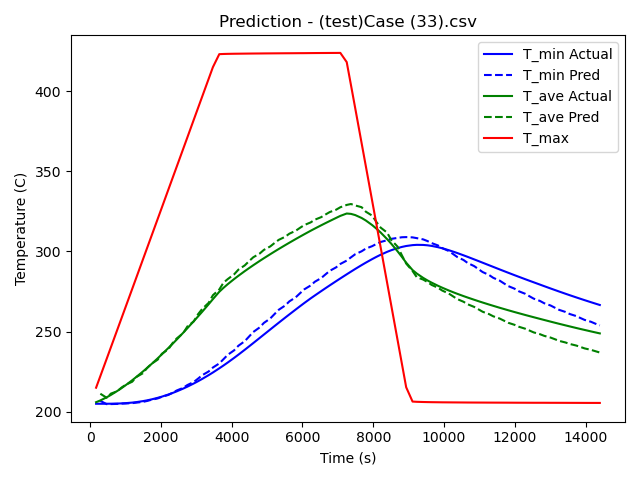 Prediction - (test)Case (33).csv
T_min Actual
T_min Pred
T_ave Actual
T_ave Pred
T_max
Temperature (C)
400
350
300
250
200
0 2000 4000 6000 8000 10000 12000 14000
Time (s)